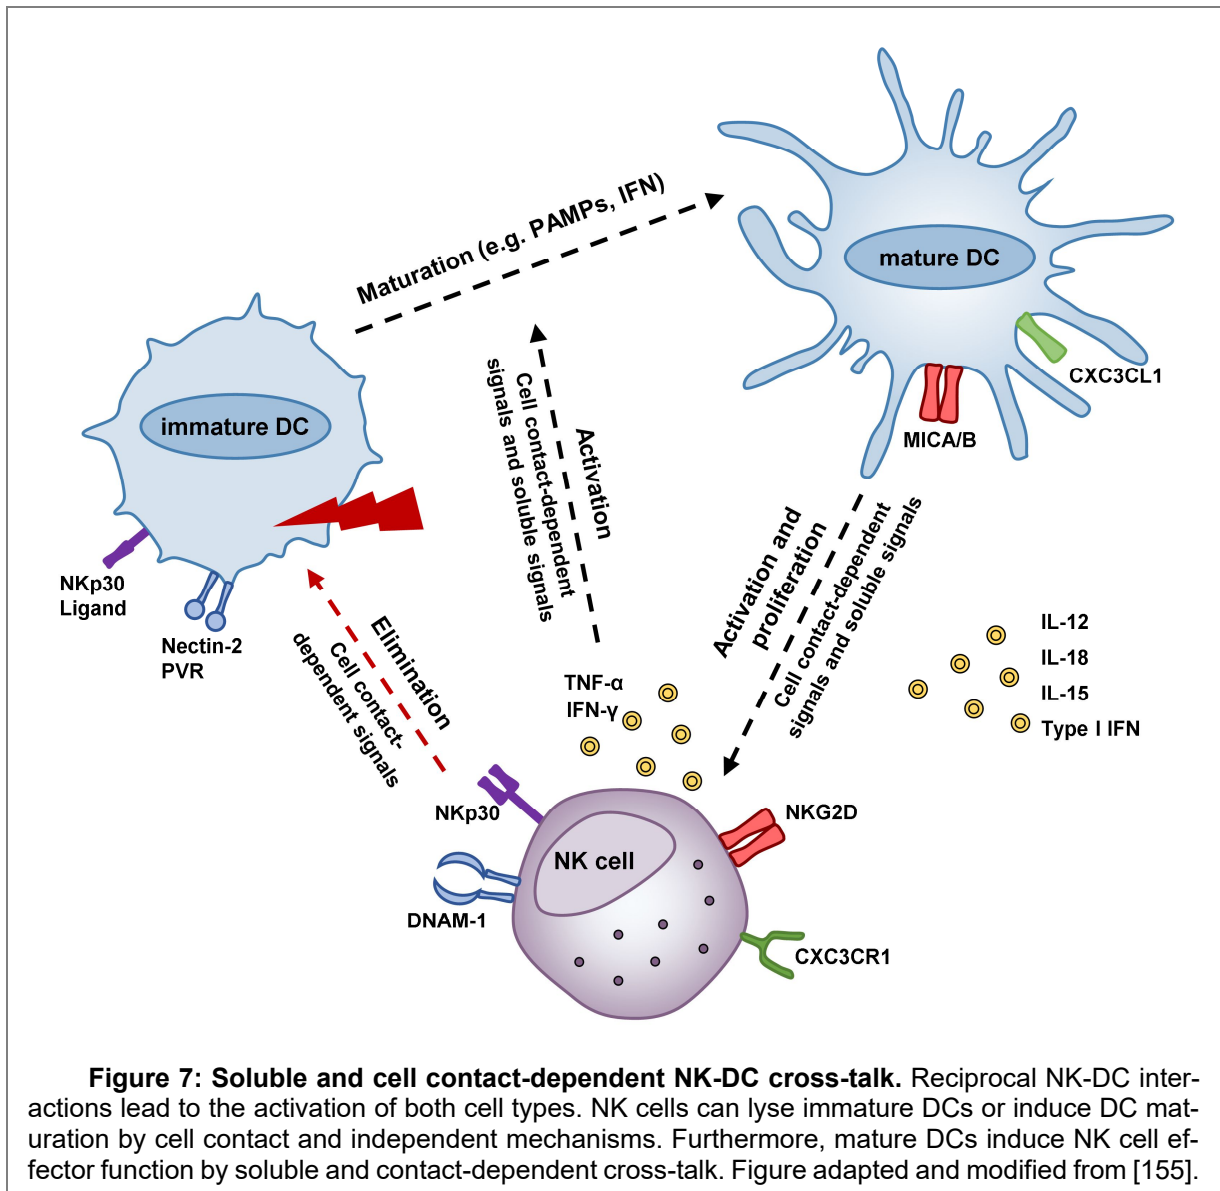 Maturation (e.g. PAMPs, IFN)
mature DC
CXC3CL1
MICA/B
immature DC
NKp30
Ligand
Nectin-2
PVR
Activation
Cell contact-dependent
signals and soluble signals
Activation and
proliferation
Cell contact-dependent
signals and soluble signals
Elimination
Cell contact-
dependent signals
TNF-α
IFN-γ
IL-12
IL-18
IL-15
Type I IFN
NKp30
NKG2D
NK cell
DNAM-1
CXC3CR1
Figure 7: Soluble and cell contact-dependent NK-DC cross-talk. Reciprocal NK-DC inter-
actions lead to the activation of both cell types. NK cells can lyse immature DCs or induce DC mat-
uration by cell contact and independent mechanisms. Furthermore, mature DCs induce NK cell ef-
fector function by soluble and contact-dependent cross-talk. Figure adapted and modified from [155].